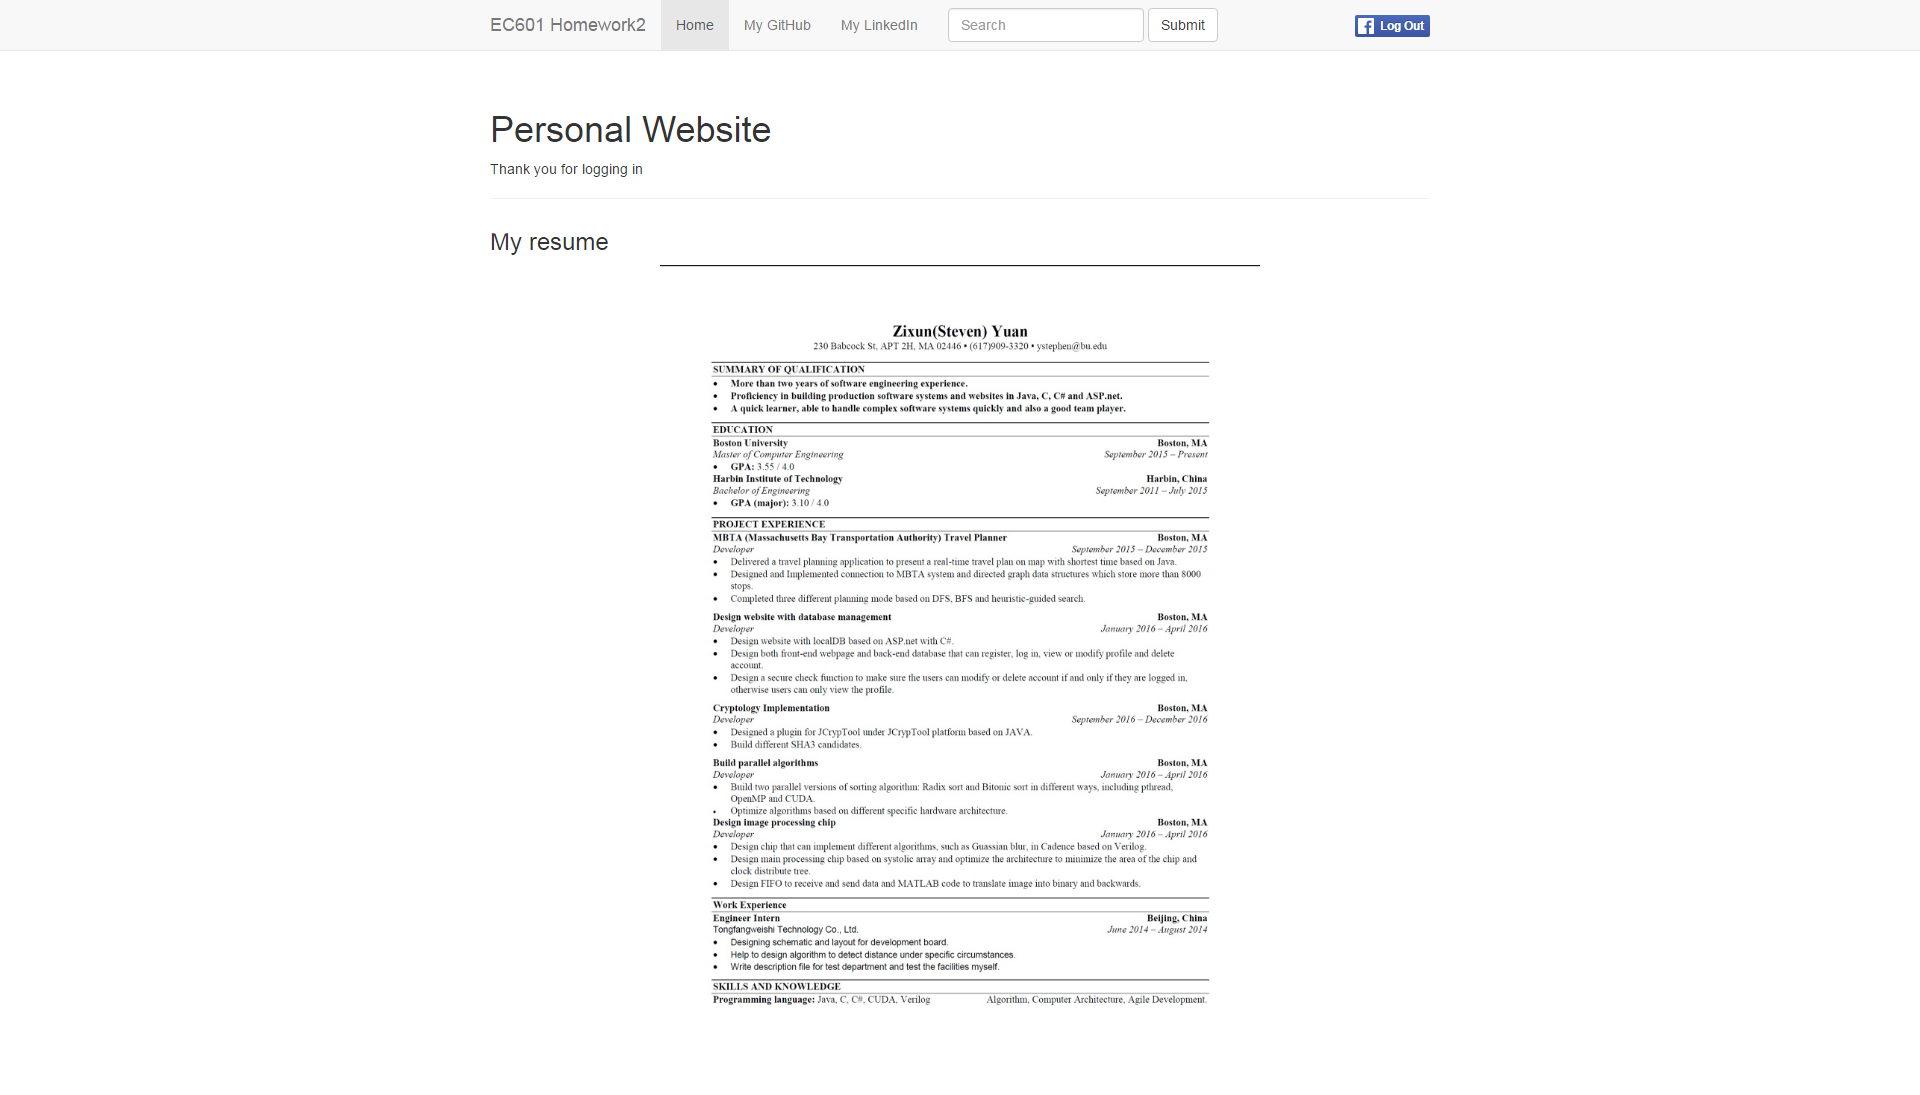 EC601 Homework2 Home My GitHub My LinkedIn Search Submit Log Out
Personal Website
Thank you for logging in
My resume
Zixun(Steven) Yuan
230 Babcock St, APT 2H, MA 02446 • (617)909-3320 • ystephen@bu.edu
SUMMARY OF QUALIFICATION
• More than two years of software engineering experience.
• Proficiency in building production software systems and websites in Java, C, C# and ASP.net.
• A quick learner, able to handle complex software systems quickly and also a good team player.
EDUCATION
Boston University Boston, MA
Master of Computer Engineering September 2015 – Present
• GPA: 3.55 / 4.0
Harbin Institute of Technology Harbin, China
Bachelor of Engineering September 2011 – July 2015
• GPA (major): 3.10 / 4.0
PROJECT EXPERIENCE
MBTA (Massachusetts Bay Transportation Authority) Travel Planner Boston, MA
Developer September 2015 – December 2015
• Delivered a travel planning application to present a real-time travel plan on map with shortest time based on Java.
• Designed and Implemented connection to MBTA system and directed graph data structures which store more than 8000
stops.
• Completed three different planning mode based on DFS, BFS and heuristic-guided search.
Design website with database management Boston, MA
Developer January 2016 – April 2016
• Design website with localDB based on ASP.net with C#.
• Design both front-end webpage and back-end database that can register, log in, view or modify profile and delete
account.
• Design a secure check function to make sure the users can modify or delete account if and only if they are logged in,
otherwise users can only view the profile.
Cryptology Implementation Boston, MA
Developer September 2016 – December 2016
• Designed a plugin for JCrypTool under JCrypTool platform based on JAVA.
• Build different SHA3 candidates.
Build parallel algorithms Boston, MA
Developer January 2016 – April 2016
• Build two parallel versions of sorting algorithm: Radix sort and Bitonic sort in different ways, including pthread,
OpenMP and CUDA.
• Optimize algorithms based on different specific hardware architecture.
Design image processing chip Boston, MA
Developer January 2016 – April 2016
• Design chip that can implement different algorithms, such as Guassian blur, in Cadence based on Verilog.
• Design main processing chip based on systolic array and optimize the architecture to minimize the area of the chip and
clock distribute tree.
• Design FIFO to receive and send data and MATLAB code to translate image into binary and backwards.
Work Experience
Engineer Intern Beijing, China
Tongfangweishi Technology Co., Ltd. June 2014 – August 2014
• Designing schematic and layout for development board.
• Help to design algorithm to detect distance under specific circumstances.
• Write description file for test department and test the facilities myself.
SKILLS AND KNOWLEDGE
Programming language: Java, C, C#, CUDA, Verilog Algorithm, Computer Architecture, Agile Development.